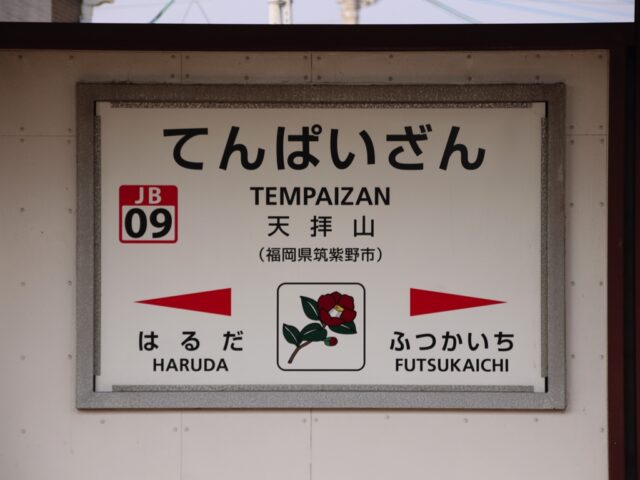 てんぱいざん
TEMPAIZAN
JB
09
天拝山
（福岡県筑紫野市）
はるだ
HARUDA
ふつかいち
FUTSUKAICHI